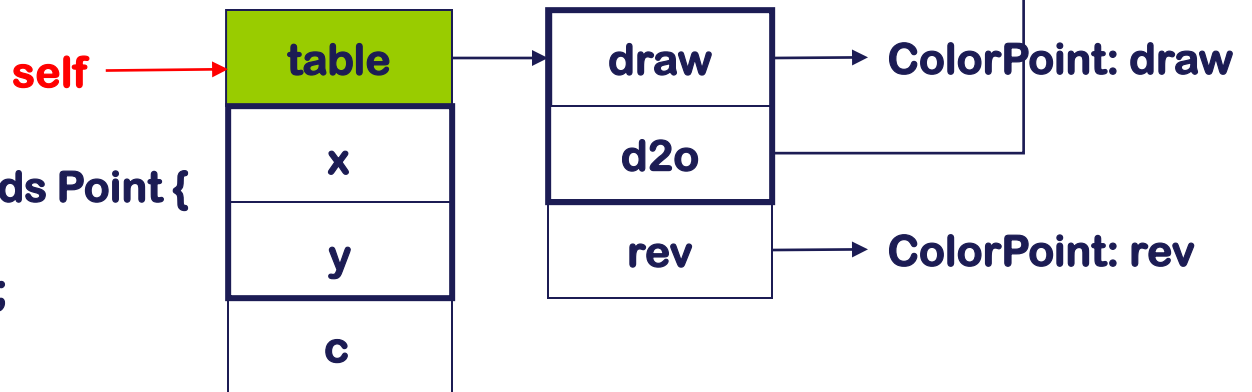 self
table
draw
ColorPoint: draw
x
d2o
ds Point {
y
rev
ColorPoint: rev
;
c